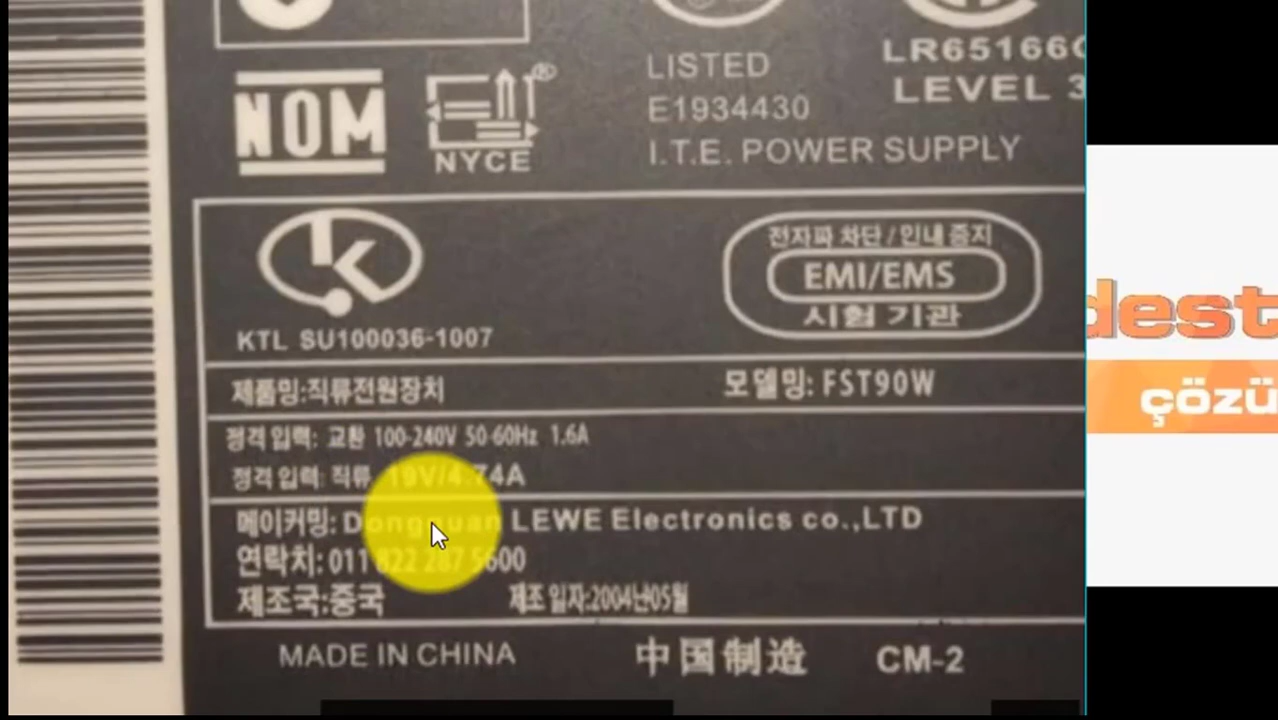 LISTED
LR65166C
E1934430
LEVEL 3
NOM
NYCE
I.T.E. POWER SUPPLY
전자파 차단 / 인내 증지
EMI/EMS
시험 기관
KTL SU100036-1007
제품밍:직류전원장치
모델밍: FST90W
정격 입력: 교환 100-240V 50-60Hz 1.6A
정격 입력: 직류 19V/4.74A
메이커밍: Dongguan LEWE Electronics co.,LTD
연락처: 011 822 287 5600
제조국:중국
제조 일자:2004년05월
MADE IN CHINA
中国制造
CM-2
dest
çözü